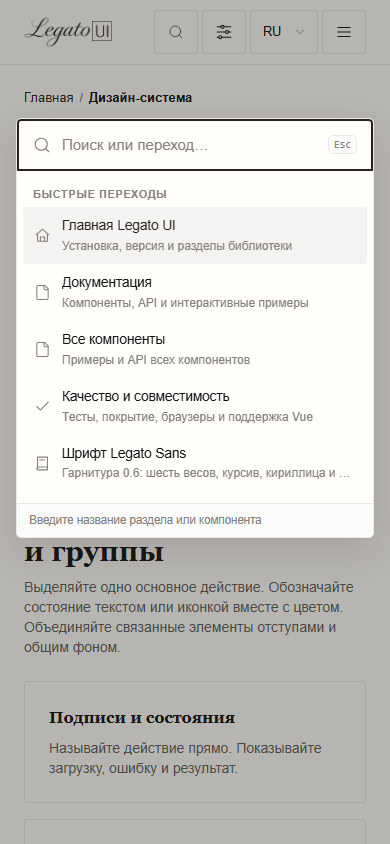 Legato UI
RU
Главная / Дизайн-система
Поиск или переход...
Esc
БЫСТРЫЕ ПЕРЕХОДЫ
Главная Legato UI
Установка, версия и разделы библиотеки
Документация
Компоненты, API и интерактивные примеры
Все компоненты
Примеры и API всех компонентов
Качество и совместимость
Тесты, покрытие, браузеры и поддержка Vue
Шрифт Legato Sans
Гарнитура 0.6: шесть весов, курсив, кириллица и ...
Введите название раздела или компонента
и группы
Выделяйте одно основное действие. Обозначайте
состояние текстом или иконкой вместе с цветом.
Объединяйте связанные элементы отступами и
общим фоном.
Подписи и состояния
Называйте действие прямо. Показывайте
загрузку, ошибку и результат.